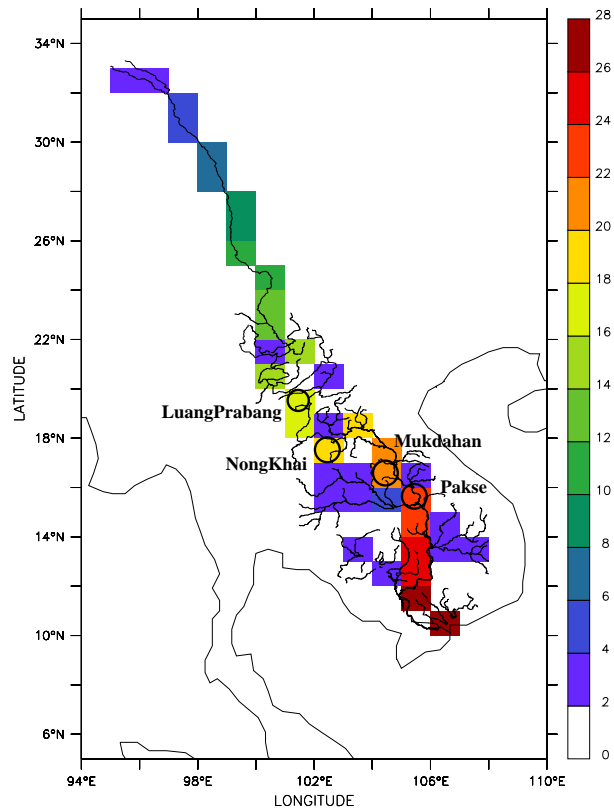 28
34°N
26
24
30°N
22
20
26°N
18
16
22°N
14
LATITUDE
LuangPrabang
12
18°N
Mukdahan
NongKhai
10
Pakse
8
14°N
6
10°N
4
2
6°N
0
94°E 98°E 102°E 106°E 110°E
LONGITUDE